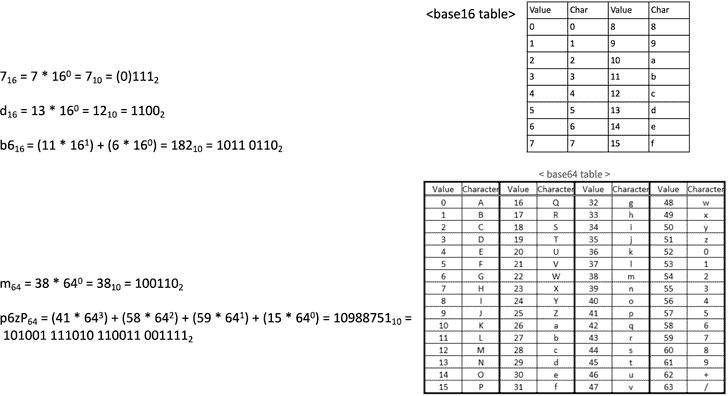 <base16 table>
Value Char Value Char
0 0 8 8
1 1 9 9
2 2 10 a
3 3 11 b
4 4 12 c
5 5 13 d
6 6 14 e
7 7 15 f
7₁₆ = 7 * 16⁰ = 7₁₀ = (0)111₂
d₁₆ = 13 * 16⁰ = 12₁₀ = 1100₂
b6₁₆ = (11 * 16¹) + (6 * 16⁰) = 182₁₀ = 1011 0110₂
< base64 table >
Value Character Value Character Value Character Value Character
0 A 16 Q 32 g 48 w
1 B 17 R 33 h 49 x
2 C 18 S 34 i 50 y
3 D 19 T 35 j 51 z
4 E 20 U 36 k 52 0
5 F 21 V 37 l 53 1
6 G 22 W 38 m 54 2
7 H 23 X 39 n 55 3
8 I 24 Y 40 o 56 4
9 J 25 Z 41 p 57 5
10 K 26 a 42 q 58 6
11 L 27 b 43 r 59 7
12 M 28 c 44 s 60 8
13 N 29 d 45 t 61 9
14 O 30 e 46 u 62 +
15 P 31 f 47 v 63 /
m₆₄ = 38 * 64⁰ = 38₁₀ = 100110₂
p6zP₆₄ = (41 * 64³) + (58 * 64²) + (59 * 64¹) + (15 * 64⁰) = 10988751₁₀ =
101001 111010 110011 001111₂